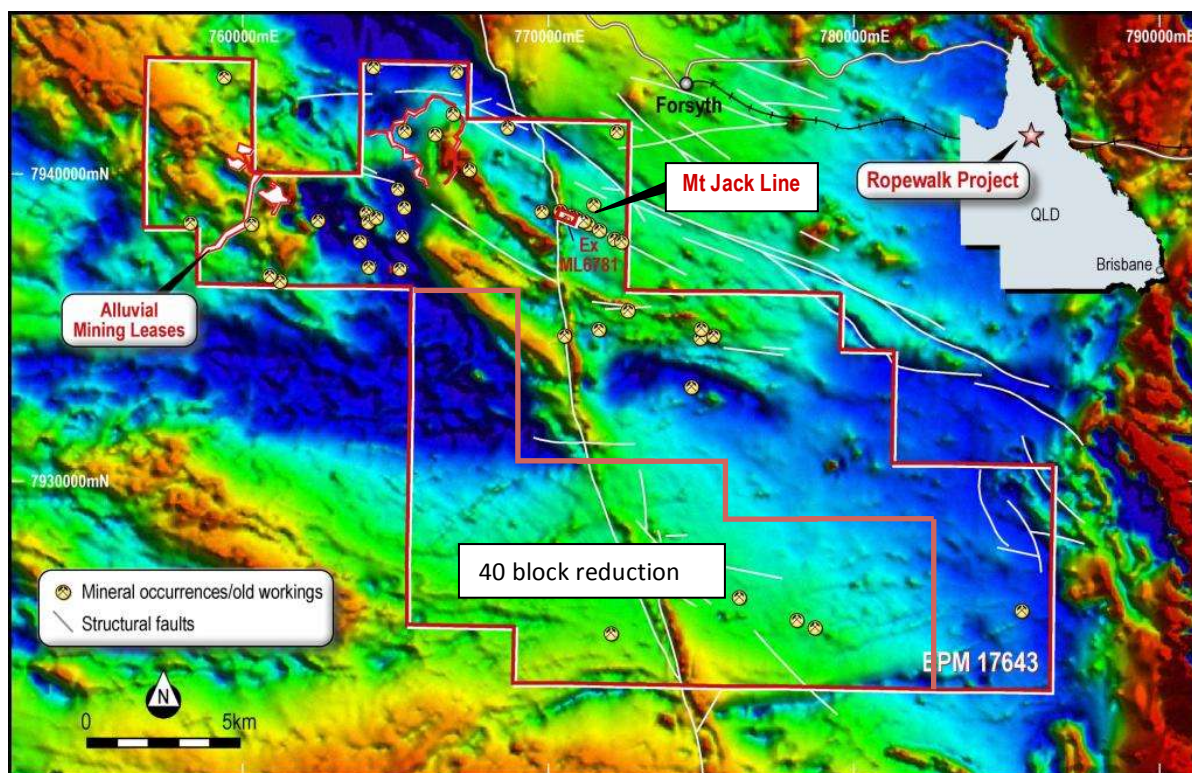 760000mE
770000mE
780000mE
790000mE
Forsyth
7940000mN
Mt Jack Line
Ropewalk Project
QLD
Brisbane
Ex
ML6781
Alluvial
Mining Leases
7930000mN
40 block reduction
Mineral occurrences/old workings
Structural faults
EPM 17643
N
0
5km